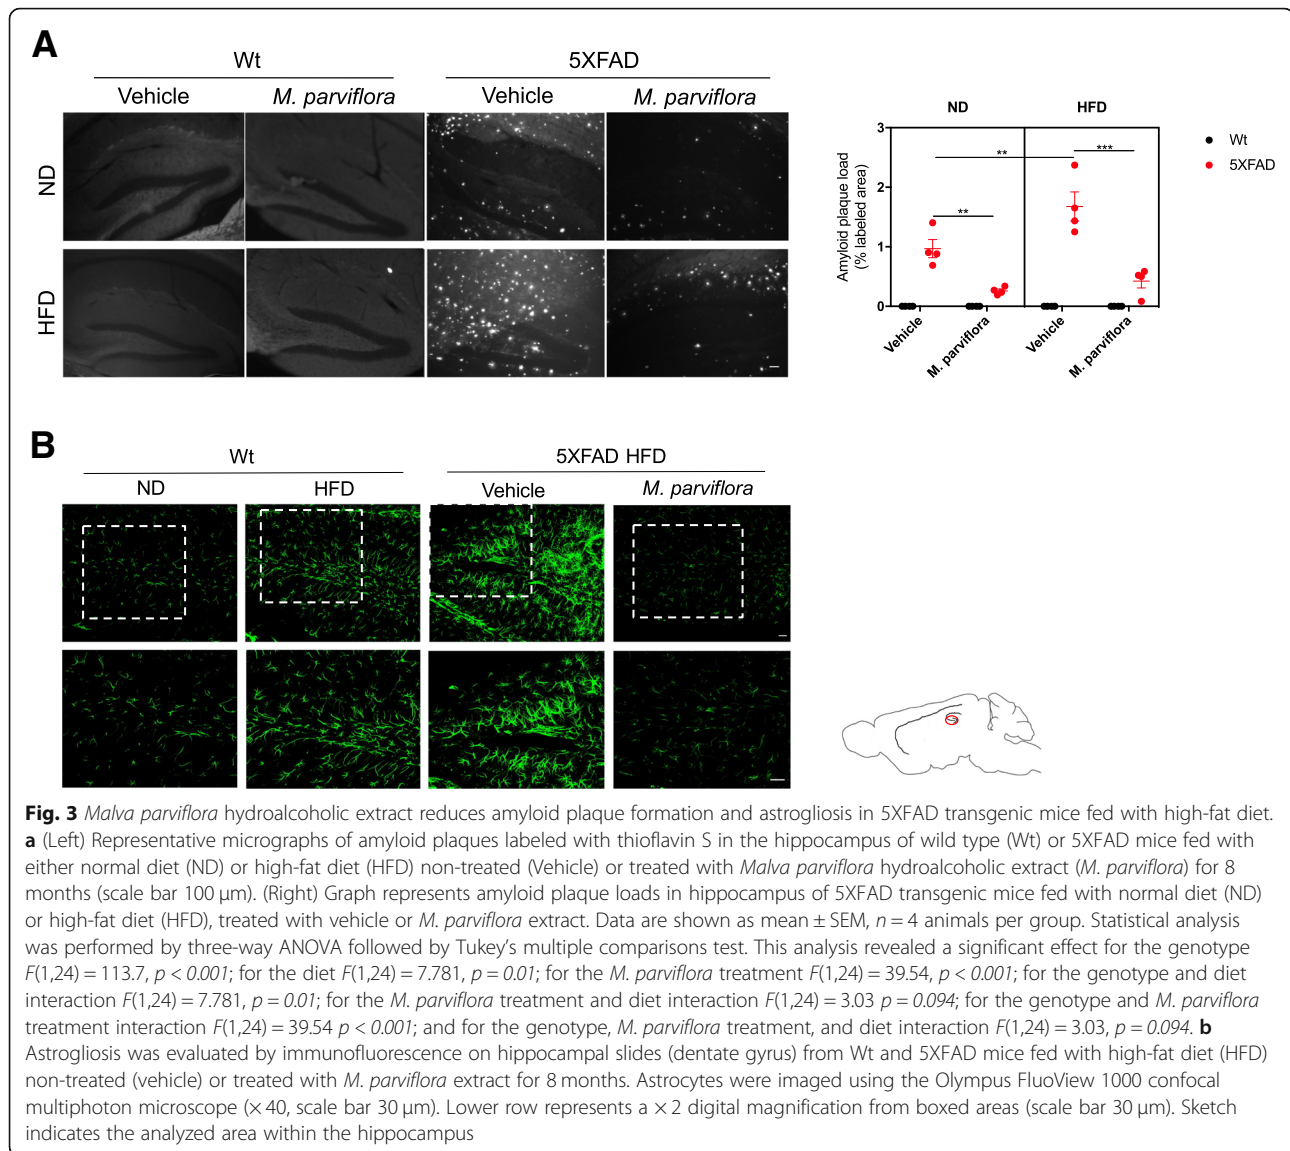 A
Wt
5XFAD
Vehicle
M. parviflora
Vehicle
M. parviflora
ND
HFD
ND
HFD
Amyloid plaque load
(% labeled area)
3
2
1
0
**
**
***
Vehicle
M. parviflora
Vehicle
M. parviflora
Wt
5XFAD
B
Wt
5XFAD HFD
ND
HFD
Vehicle
M. parviflora
Fig. 3 Malva parviflora hydroalcoholic extract reduces amyloid plaque formation and astrogliosis in 5XFAD transgenic mice fed with high-fat diet.
a (Left) Representative micrographs of amyloid plaques labeled with thioflavin S in the hippocampus of wild type (Wt) or 5XFAD mice fed with
either normal diet (ND) or high-fat diet (HFD) non-treated (Vehicle) or treated with Malva parviflora hydroalcoholic extract (M. parviflora) for 8
months (scale bar 100 μm). (Right) Graph represents amyloid plaque loads in hippocampus of 5XFAD transgenic mice fed with normal diet (ND)
or high-fat diet (HFD), treated with vehicle or M. parviflora extract. Data are shown as mean ± SEM, n = 4 animals per group. Statistical analysis
was performed by three-way ANOVA followed by Tukey's multiple comparisons test. This analysis revealed a significant effect for the genotype
F(1,24) = 113.7, p < 0.001; for the diet F(1,24) = 7.781, p = 0.01; for the M. parviflora treatment F(1,24) = 39.54, p < 0.001; for the genotype and diet
interaction F(1,24) = 7.781, p = 0.01; for the M. parviflora treatment and diet interaction F(1,24) = 3.03 p = 0.094; for the genotype and M. parviflora
treatment interaction F(1,24) = 39.54 p < 0.001; and for the genotype, M. parviflora treatment, and diet interaction F(1,24) = 3.03, p = 0.094. b
Astrogliosis was evaluated by immunofluorescence on hippocampal slides (dentate gyrus) from Wt and 5XFAD mice fed with high-fat diet (HFD)
non-treated (vehicle) or treated with M. parviflora extract for 8 months. Astrocytes were imaged using the Olympus FluoView 1000 confocal
multiphoton microscope (× 40, scale bar 30 μm). Lower row represents a × 2 digital magnification from boxed areas (scale bar 30 μm). Sketch
indicates the analyzed area within the hippocampus